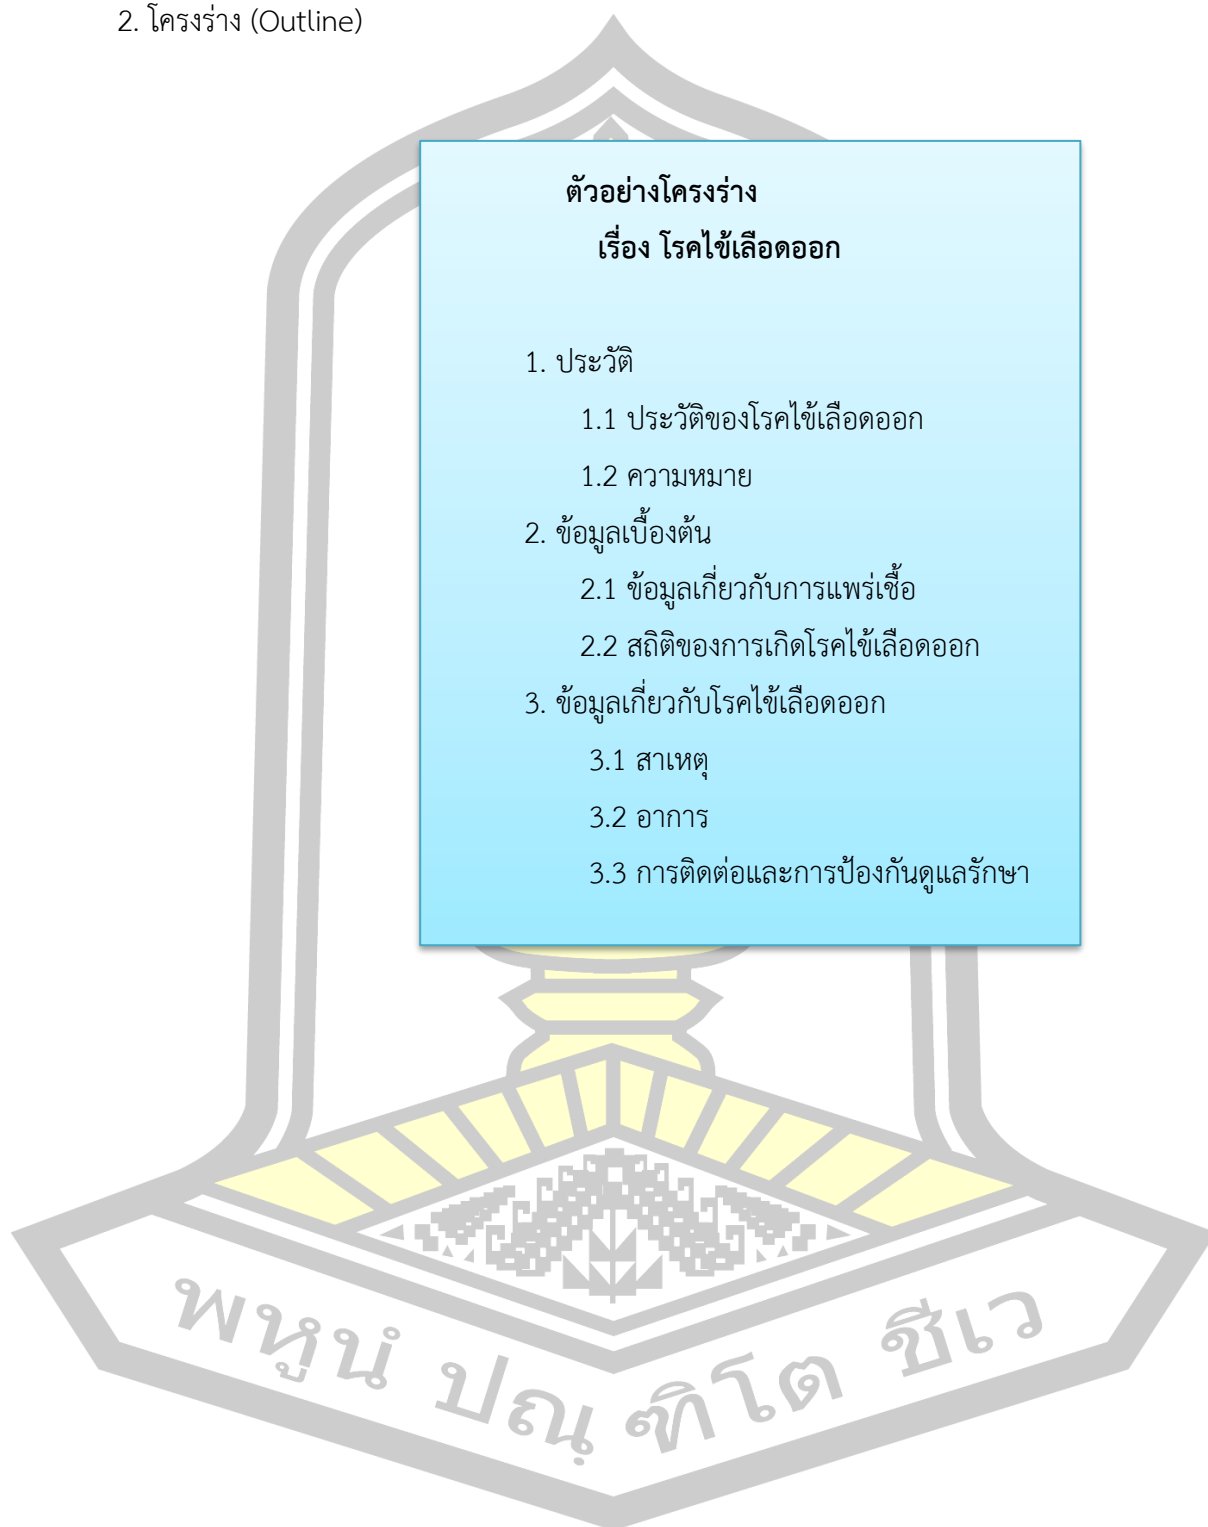 2. โครงร่าง (Outline)
ตัวอย่างโครงร่าง
เรื่อง โรคไข้เลือดออก
1. ประวัติ
1.1 ประวัติของโรคไข้เลือดออก
1.2 ความหมาย
2. ข้อมูลเบื้องต้น
2.1 ข้อมูลเกี่ยวกับการแพร่เชื้อ
2.2 สถิติของการเกิดโรคไข้เลือดออก
3. ข้อมูลเกี่ยวกับโรคไข้เลือดออก
3.1 สาเหตุ
3.2 อาการ
3.3 การติดต่อและการป้องกันดูแลรักษา
พหูนํ ปณฺ ฑิโต ชีเว